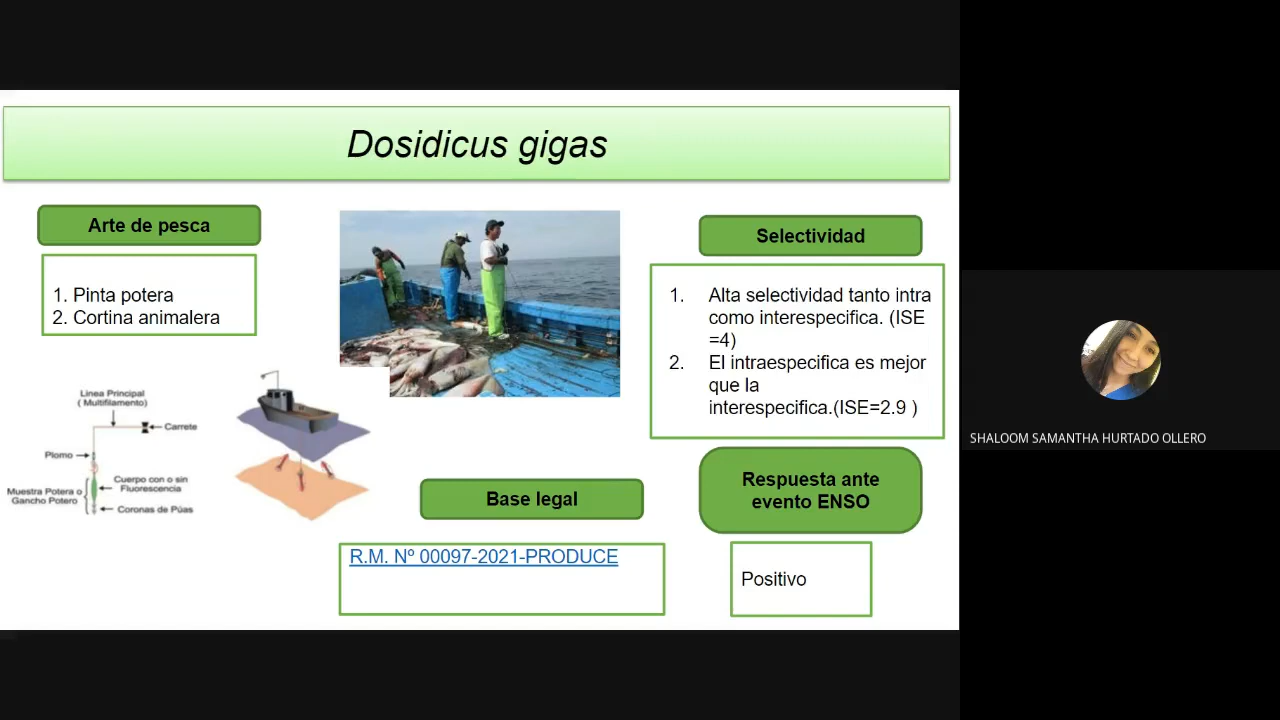 Dosidicus gigas
Arte de pesca
1. Pinta potera
2. Cortina animalera
Linea Principal
( Multifilamento)
Carrete
Plomo
Cuerpo con o sin
Fluorescencia
Muestra Potera o
Gancho Potero
Coronas de Púas
Base legal
R.M. Nº 00097-2021-PRODUCE
Selectividad
1. Alta selectividad tanto intra
como interespecifica. (ISE
=4)
2. El intraespecifica es mejor
que la
interespecifica.(ISE=2.9 )
Respuesta ante
evento ENSO
Positivo
SHALOOM SAMANTHA HURTADO OLLERO